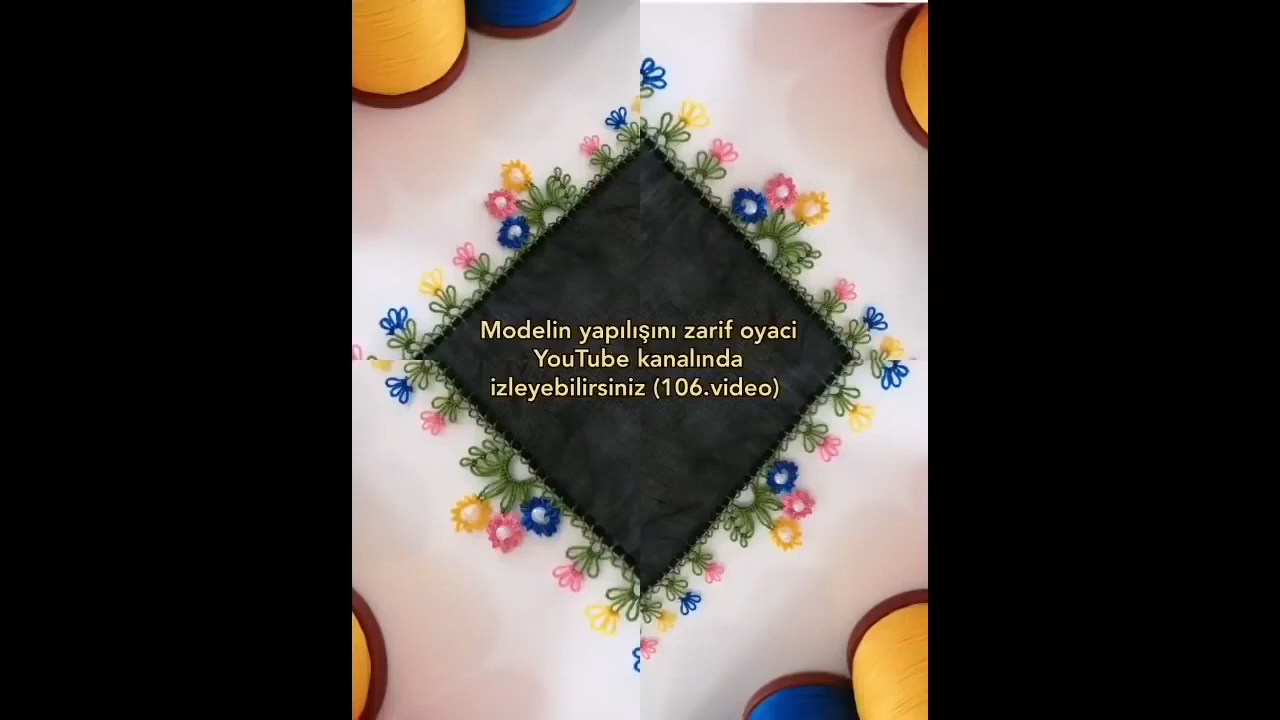 Modelin yapılışını zarif oyaci
YouTube kanalında
izleyebilirsiniz (106.video)